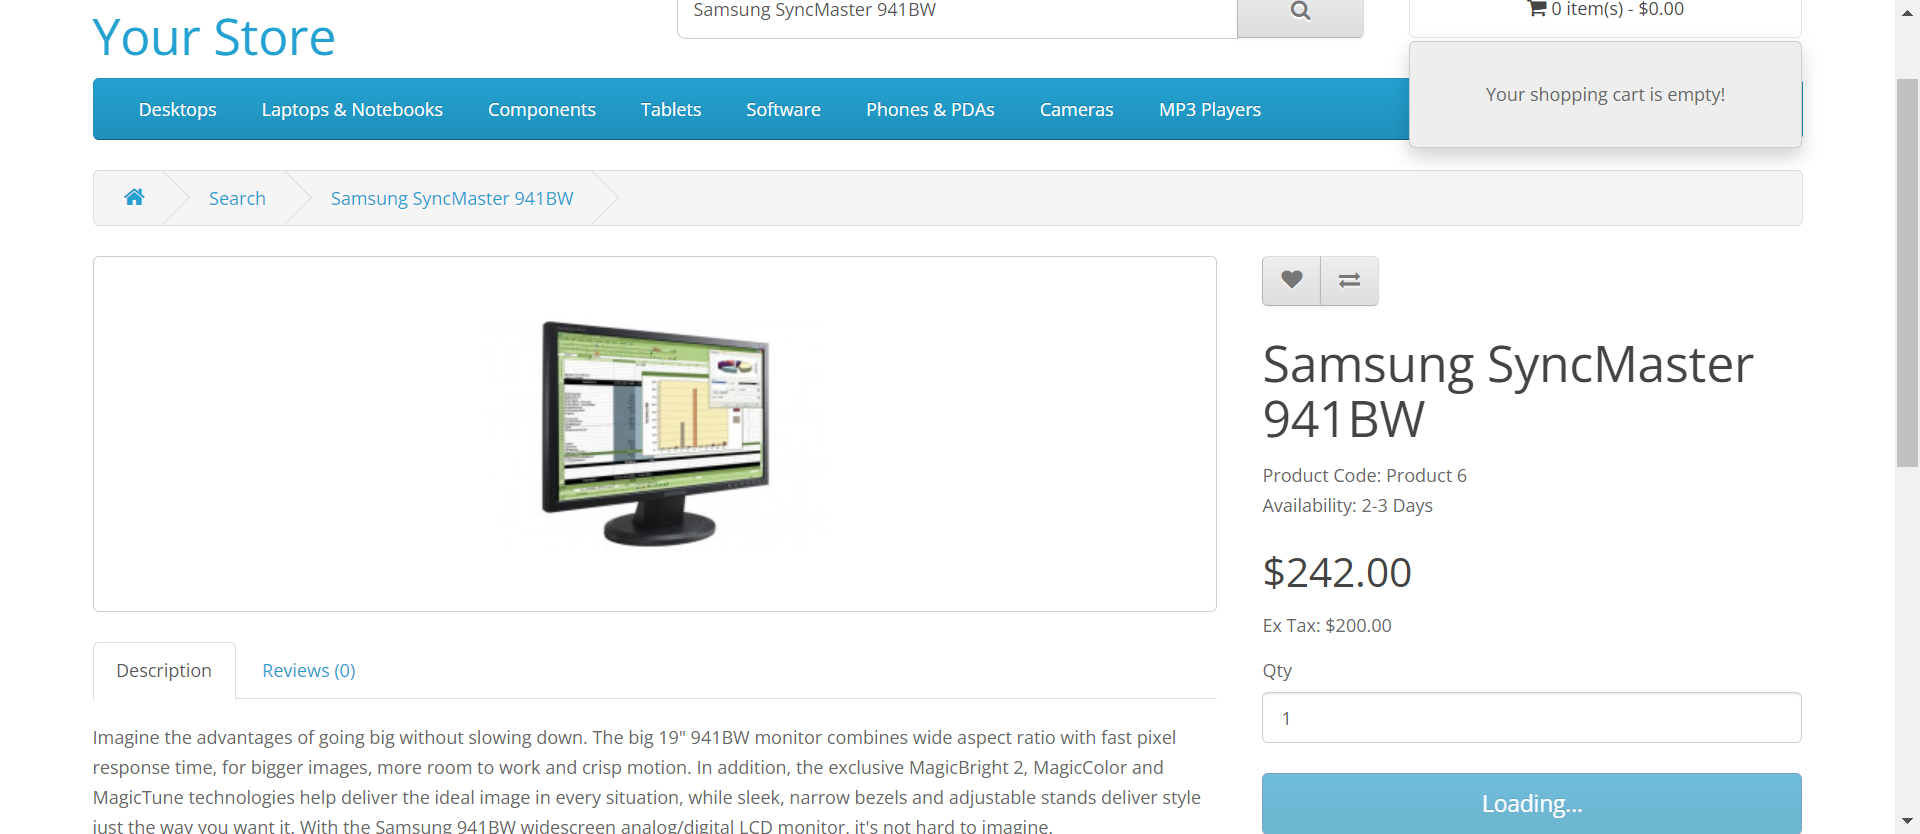 Samsung SyncMaster 941BW
0 item(s) - $0.00
Your Store
Your shopping cart is empty!
Desktops
Laptops & Notebooks
Components
Tablets
Software
Phones & PDAs
Cameras
MP3 Players
Search
Samsung SyncMaster 941BW
Samsung SyncMaster
941BW
Product Code: Product 6
Availability: 2-3 Days
$242.00
Ex Tax: $200.00
Qty
1
Loading...
Description
Reviews (0)
Imagine the advantages of going big without slowing down. The big 19" 941BW monitor combines wide aspect ratio with fast pixel
response time, for bigger images, more room to work and crisp motion. In addition, the exclusive MagicBright 2, MagicColor and
MagicTune technologies help deliver the ideal image in every situation, while sleek, narrow bezels and adjustable stands deliver style
just the way you want it. With the Samsung 941BW widescreen analog/digital LCD monitor, it's not hard to imagine.